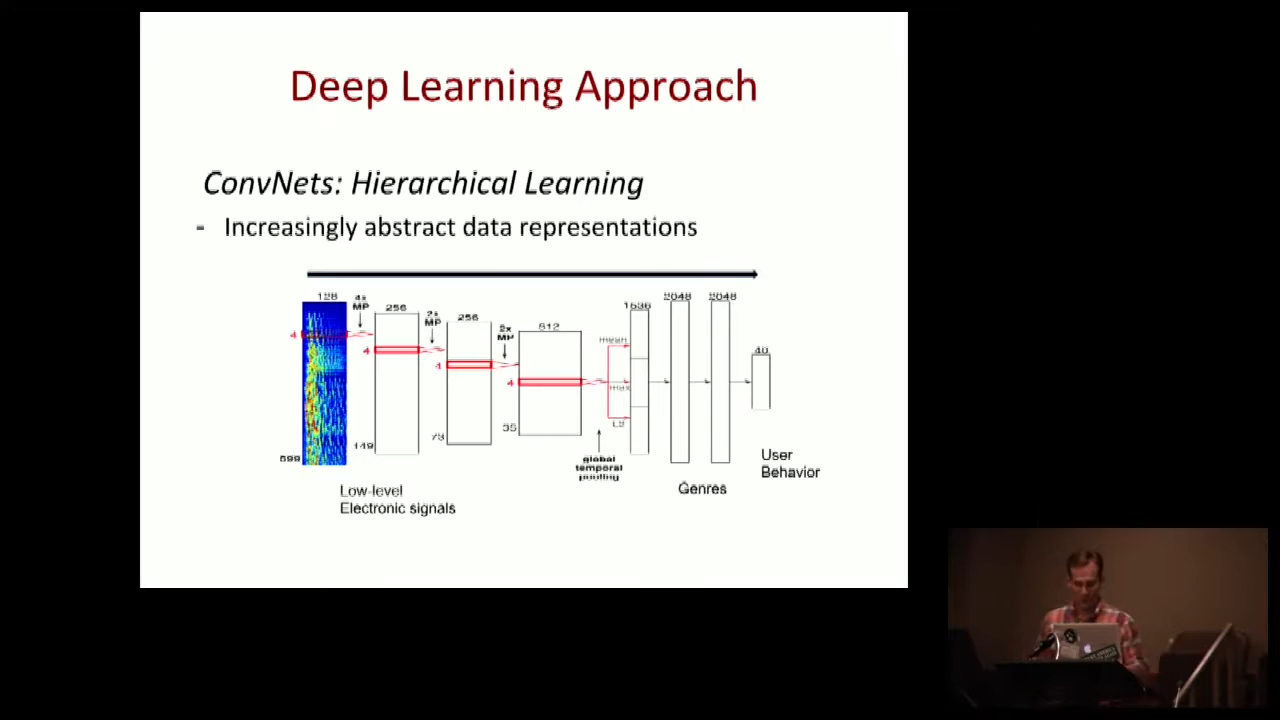 Deep Learning Approach
ConvNets: Hierarchical Learning
- Increasingly abstract data representations
128
4x
MP
256
2x
MP
256
2x
MP
512
1536
2048
2048
40
4
4
4
4
mean
max
L2
599
149
73
35
global
temporal
pooling
Low-level
Electronic signals
Genres
User
Behavior